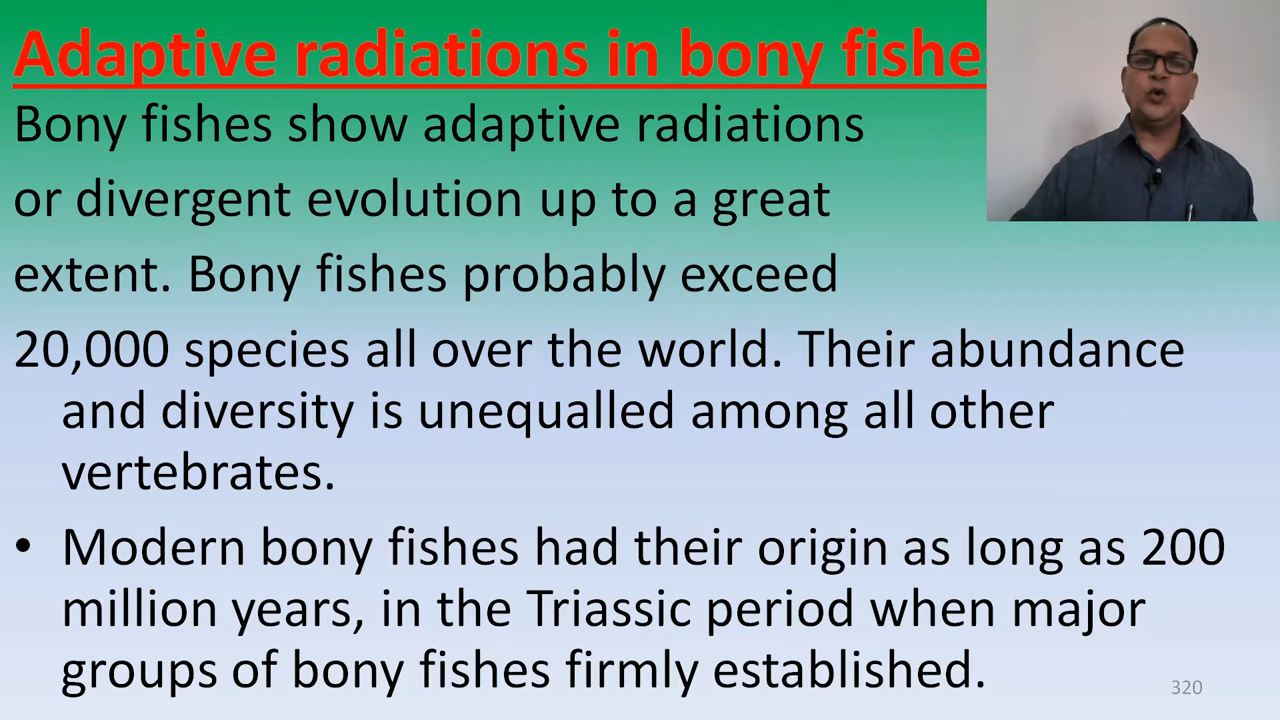 Adaptive radiations in bony fishe
Bony fishes show adaptive radiations
or divergent evolution up to a great
extent. Bony fishes probably exceed
20,000 species all over the world. Their abundance
and diversity is unequalled among all other
vertebrates.
• Modern bony fishes had their origin as long as 200
million years, in the Triassic period when major
groups of bony fishes firmly established.
320